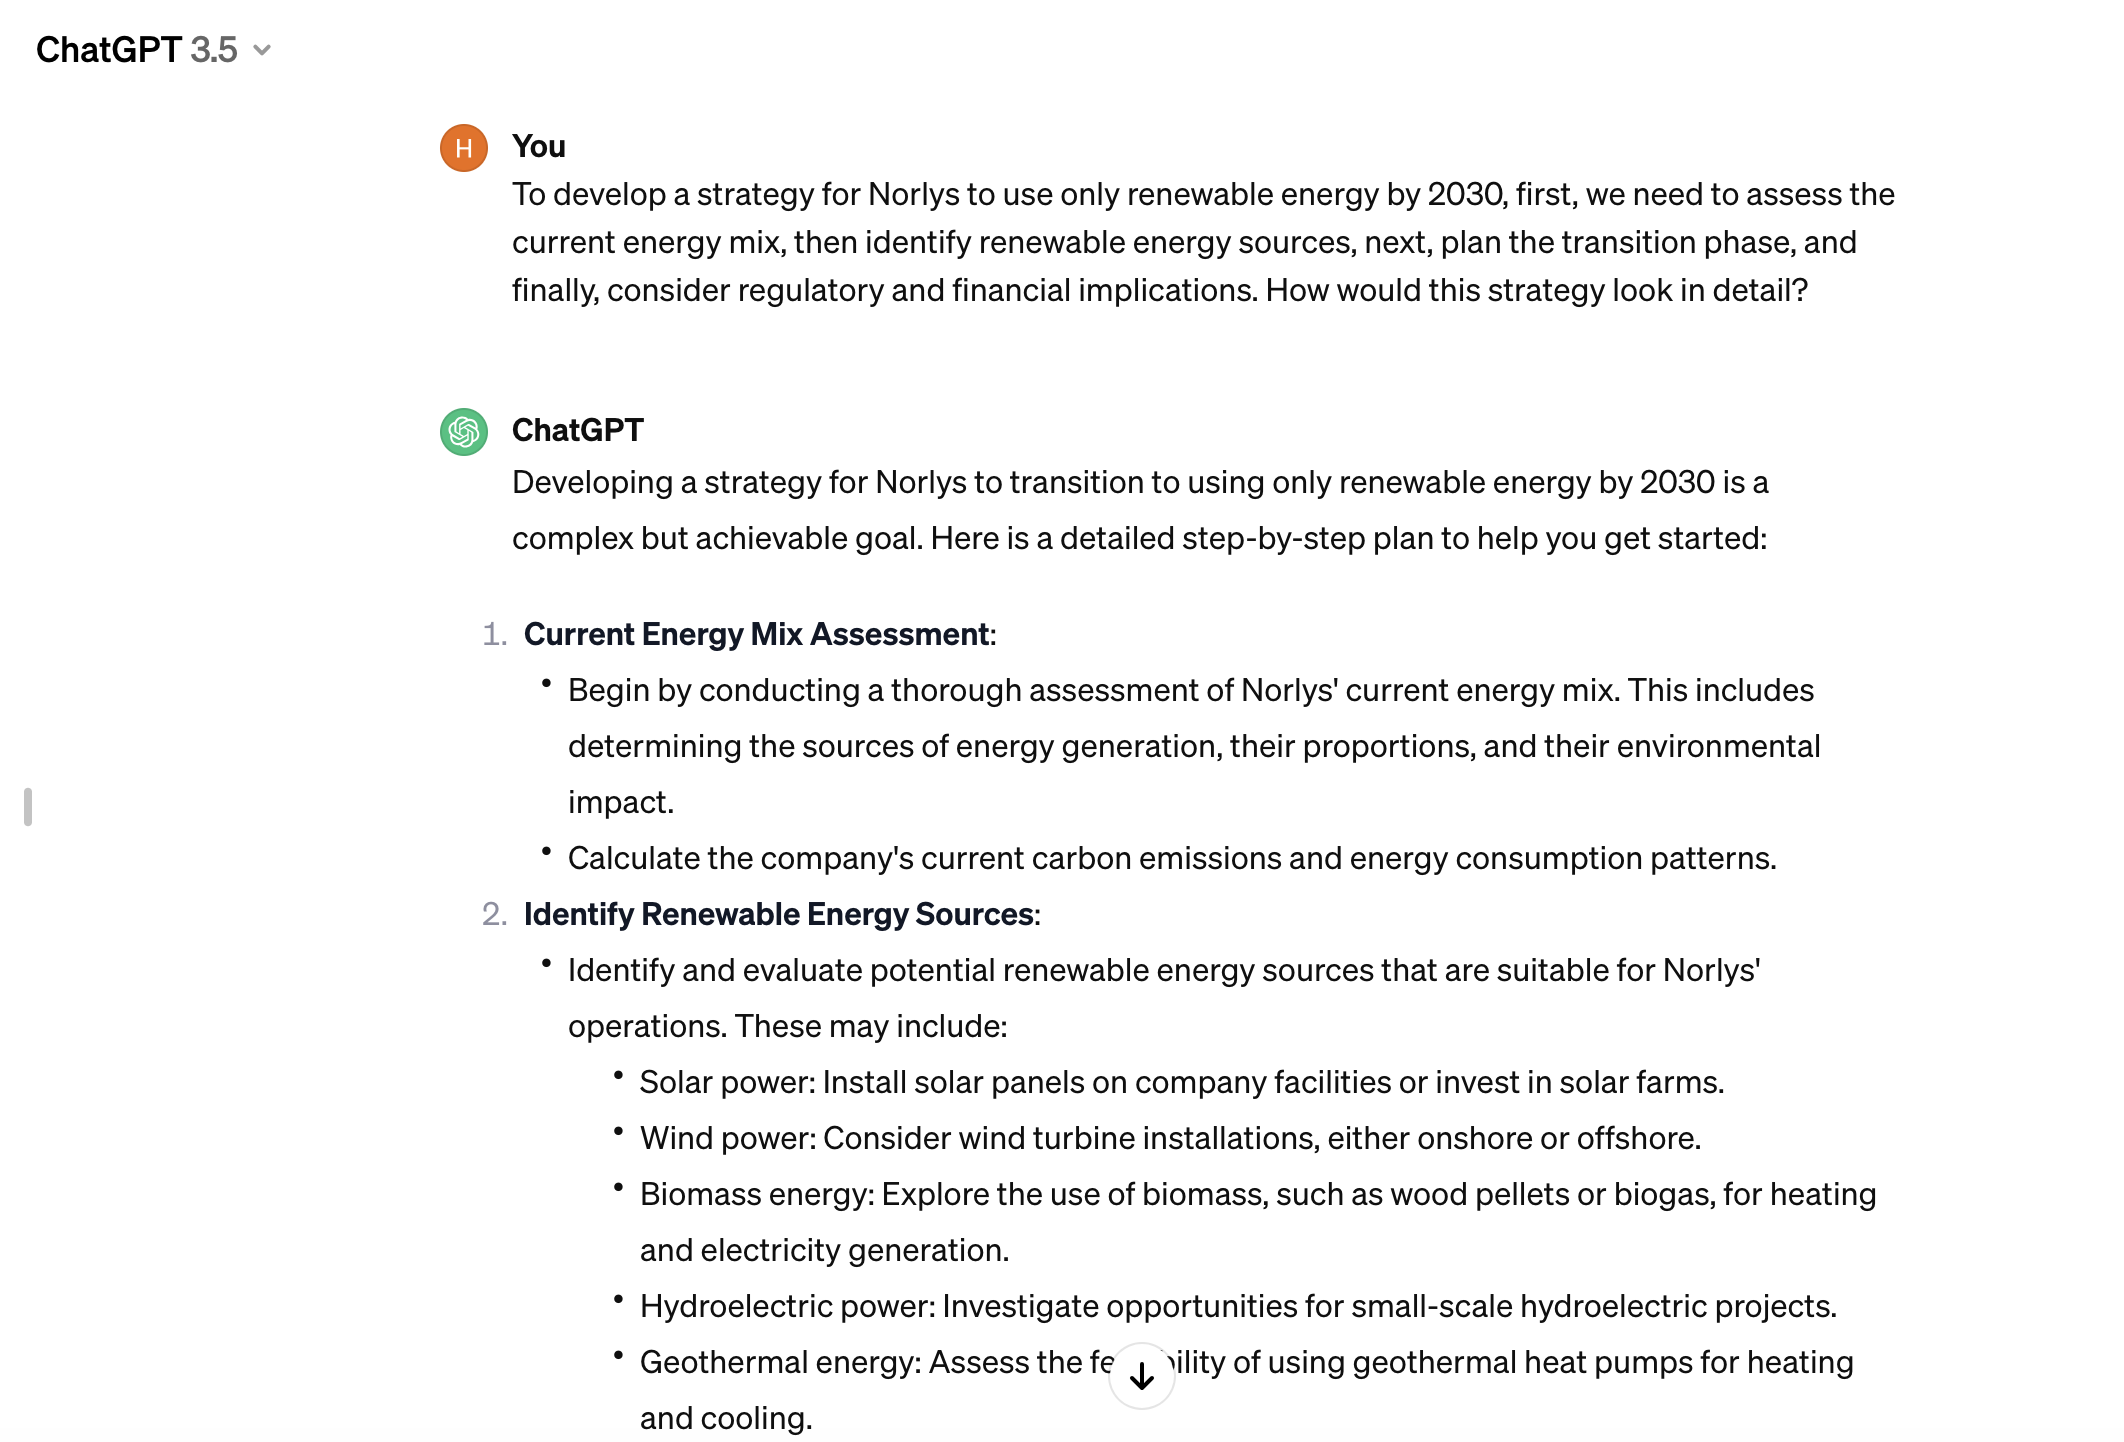 ChatGPT 3.5
H
You
To develop a strategy for Norlys to use only renewable energy by 2030, first, we need to assess the
current energy mix, then identify renewable energy sources, next, plan the transition phase, and
finally, consider regulatory and financial implications. How would this strategy look in detail?
ChatGPT
Developing a strategy for Norlys to transition to using only renewable energy by 2030 is a
complex but achievable goal. Here is a detailed step-by-step plan to help you get started:
1. Current Energy Mix Assessment:
• Begin by conducting a thorough assessment of Norlys' current energy mix. This includes
determining the sources of energy generation, their proportions, and their environmental
impact.
• Calculate the company's current carbon emissions and energy consumption patterns.
2. Identify Renewable Energy Sources:
• Identify and evaluate potential renewable energy sources that are suitable for Norlys'
operations. These may include:
• Solar power: Install solar panels on company facilities or invest in solar farms.
• Wind power: Consider wind turbine installations, either onshore or offshore.
• Biomass energy: Explore the use of biomass, such as wood pellets or biogas, for heating
and electricity generation.
• Hydroelectric power: Investigate opportunities for small-scale hydroelectric projects.
• Geothermal energy: Assess the of using geothermal heat pumps for heating
and cooling.